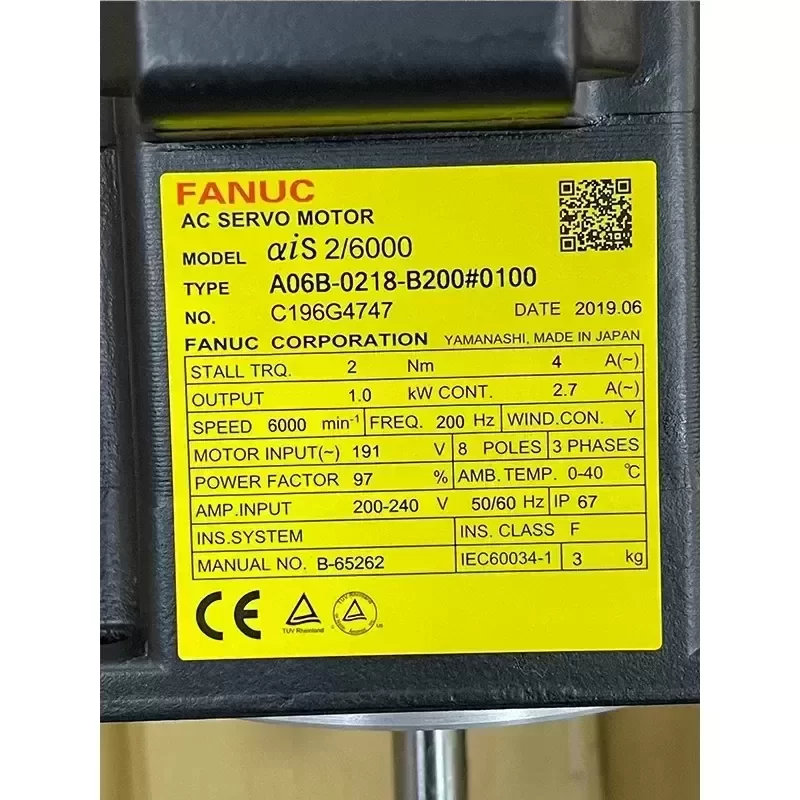 FANUC
AC SERVO MOTOR
MODEL αiS 2/6000
TYPE A06B-0218-B200#0100
NO. C196G4747 DATE 2019.06
FANUC CORPORATION YAMANASHI, MADE IN JAPAN
STALL TRQ. 2 Nm 4 A(~)
OUTPUT 1.0 kW CONT. 2.7 A(~)
SPEED 6000 min⁻¹ FREQ. 200 Hz WIND.CON. Y
MOTOR INPUT(~) 191 V 8 POLES 3 PHASES
POWER FACTOR 97 % AMB.TEMP. 0-40 ℃
AMP.INPUT 200-240 V 50/60 Hz IP 67
INS.SYSTEM INS. CLASS F
MANUAL NO. B-65262 IEC60034-1 3 kg
CE
TUV Rheinland